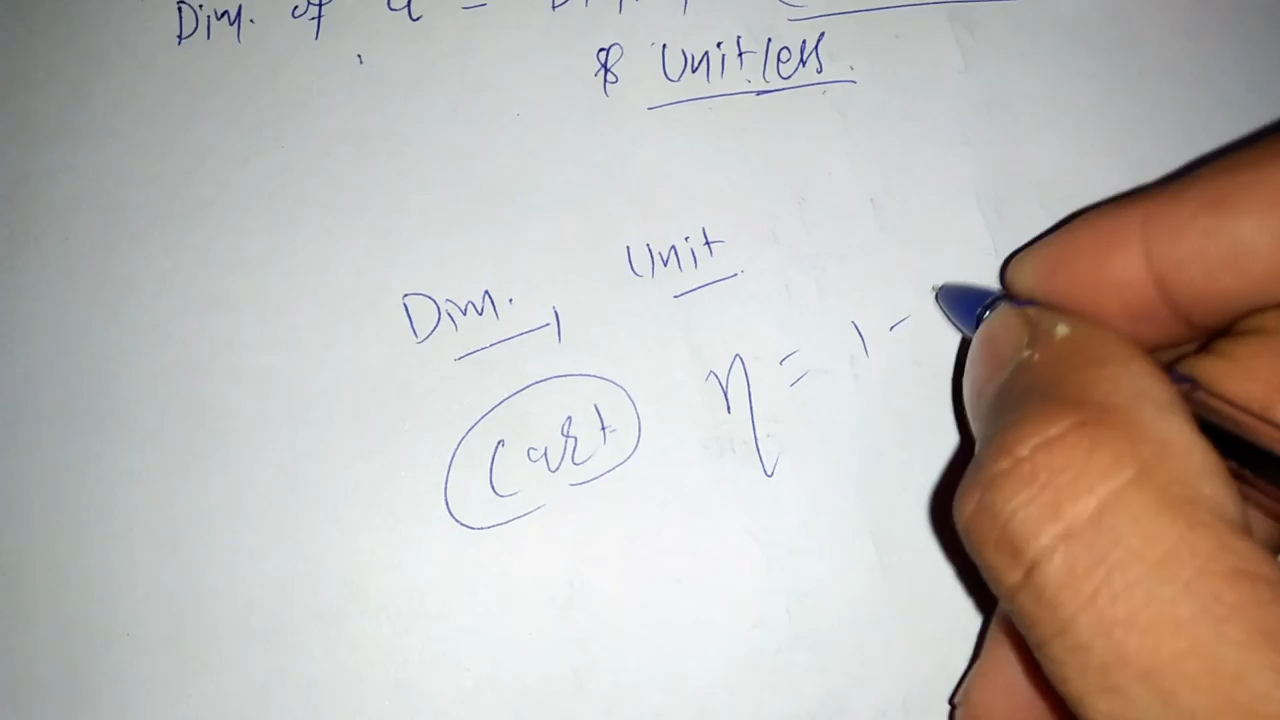 Dim. of
& Unitless.
Unit
Dim.
Cart η = 1 -